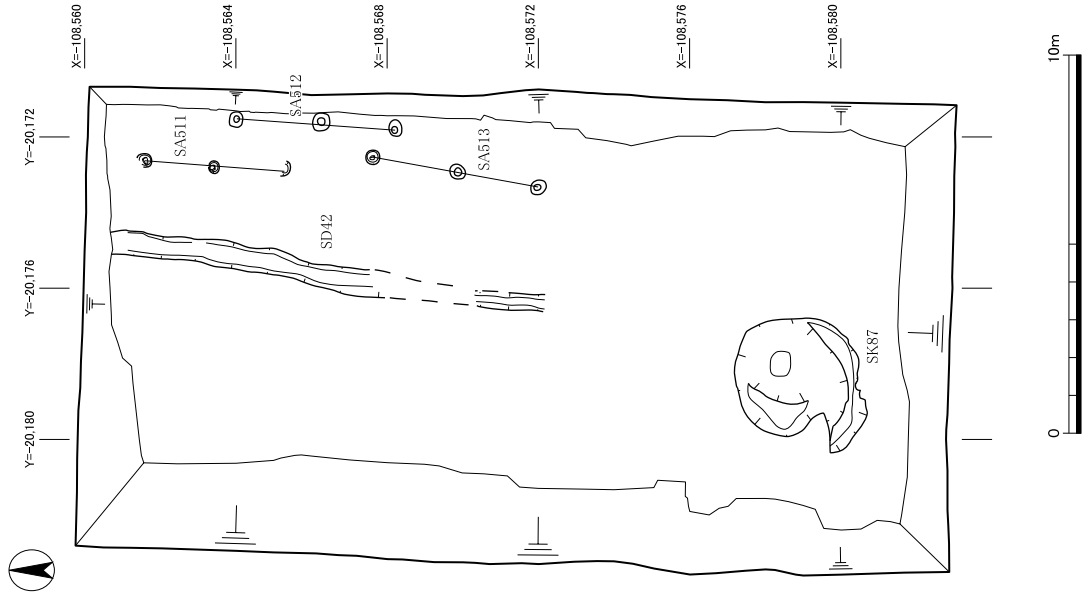 X=-108,560
X=-108,564
X=-108,568
X=-108,572
X=-108,576
X=-108,580
Y=-20,172
Y=-20,176
Y=-20,180
SA511
SA512
SA513
SD42
SK87
10m
0